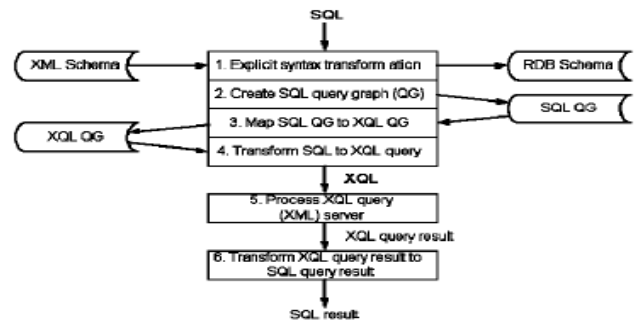 SQL
XML Schema
1. Explicit syntax transform ation
RDB Schema
2. Create SQL query graph (QG)
SQL QG
3. Map SQL QG to XQL QG
XQL QG
4. Transform SQL to XQL query
XQL
5. Process XQL query
(XML) server
XQL query result
6. Transform XQL query result to
SQL query result
SQL result